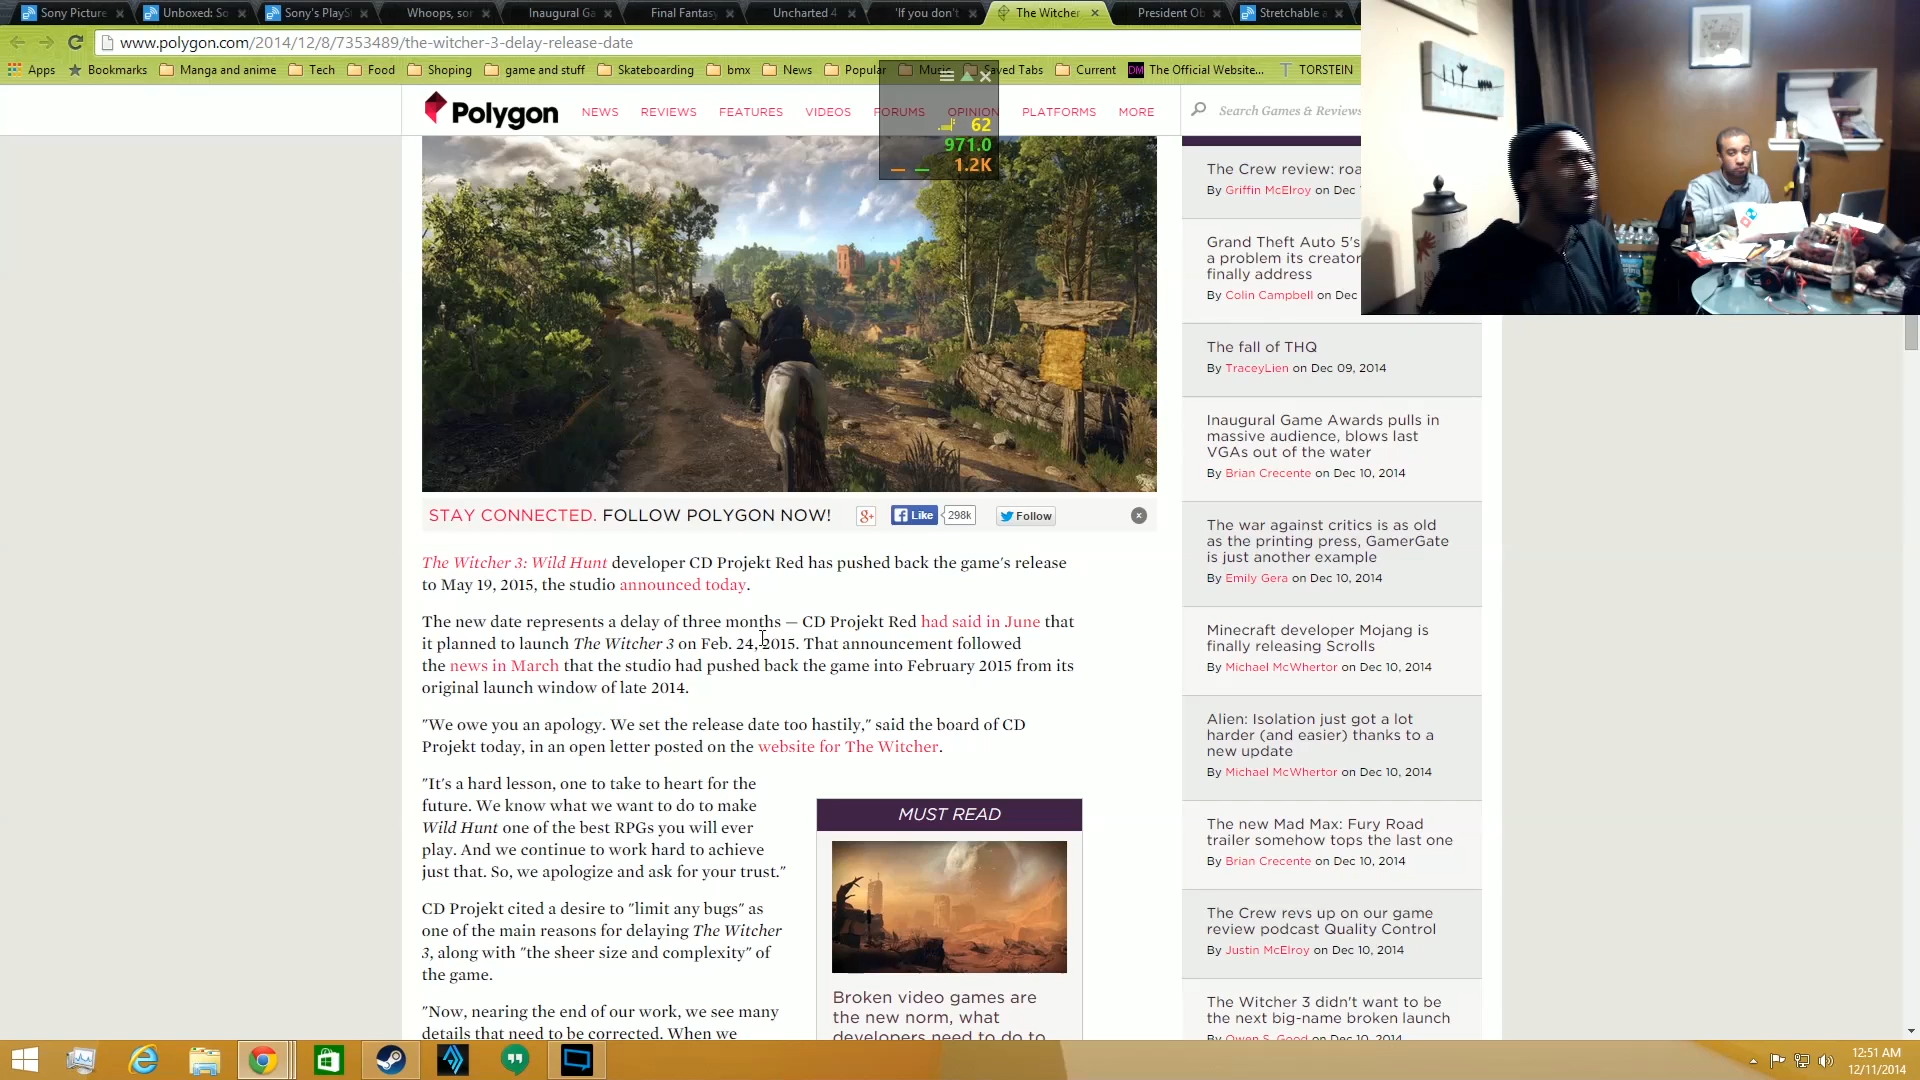 Sony Picture
Unboxed: So
Sony's PlaySt
Whoops, son
Inaugural Ga
Final Fantasy
Uncharted 4
'If you don't
The Witcher
President Ob
Stretchable a
www.polygon.com/2014/12/8/7353489/the-witcher-3-delay-release-date
Apps
Bookmarks
Manga and anime
Tech
Food
Shoping
game and stuff
Skateboarding
bmx
News
Popular
Music
Saved Tabs
Current
DM
The Official Website...
TORSTEIN
Polygon
NEWS
REVIEWS
FEATURES
VIDEOS
FORUMS
OPINION
PLATFORMS
MORE
Search Games & Reviews
62
971.0
1.2K
STAY CONNECTED. FOLLOW POLYGON NOW!
g+
Like
298k
Follow
The Witcher 3: Wild Hunt developer CD Projekt Red has pushed back the game's release
to May 19, 2015, the studio announced today.
The new date represents a delay of three months — CD Projekt Red had said in June that
it planned to launch The Witcher 3 on Feb. 24, 2015. That announcement followed
the news in March that the studio had pushed back the game into February 2015 from its
original launch window of late 2014.
"We owe you an apology. We set the release date too hastily," said the board of CD
Projekt today, in an open letter posted on the website for The Witcher.
"It's a hard lesson, one to take to heart for the
future. We know what we want to do to make
Wild Hunt one of the best RPGs you will ever
play. And we continue to work hard to achieve
just that. So, we apologize and ask for your trust."
CD Projekt cited a desire to "limit any bugs" as
one of the main reasons for delaying The Witcher
3, along with "the sheer size and complexity" of
the game.
"Now, nearing the end of our work, we see many
details that need to be corrected. When we
MUST READ
Broken video games are
the new norm, what
developers need to do to
The Crew review: roa
By Griffin McElroy on Dec
Grand Theft Auto 5's
a problem its creator
finally address
By Colin Campbell on Dec
The fall of THQ
By TraceyLien on Dec 09, 2014
Inaugural Game Awards pulls in
massive audience, blows last
VGAs out of the water
By Brian Crecente on Dec 10, 2014
The war against critics is as old
as the printing press, GamerGate
is just another example
By Emily Gera on Dec 10, 2014
Minecraft developer Mojang is
finally releasing Scrolls
By Michael McWhertor on Dec 10, 2014
Alien: Isolation just got a lot
harder (and easier) thanks to a
new update
By Michael McWhertor on Dec 10, 2014
The new Mad Max: Fury Road
trailer somehow tops the last one
By Brian Crecente on Dec 10, 2014
The Crew revs up on our game
review podcast Quality Control
By Justin McElroy on Dec 10, 2014
The Witcher 3 didn't want to be
the next big-name broken launch
By Owen S. Good on Dec 10, 2014
12:51 AM
12/11/2014